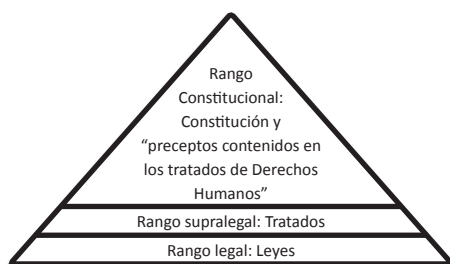 Rango
Constitucional:
Constitución y
“preceptos contenidos en
los tratados de Derechos
Humanos”
Rango supralegal: Tratados
Rango legal: Leyes